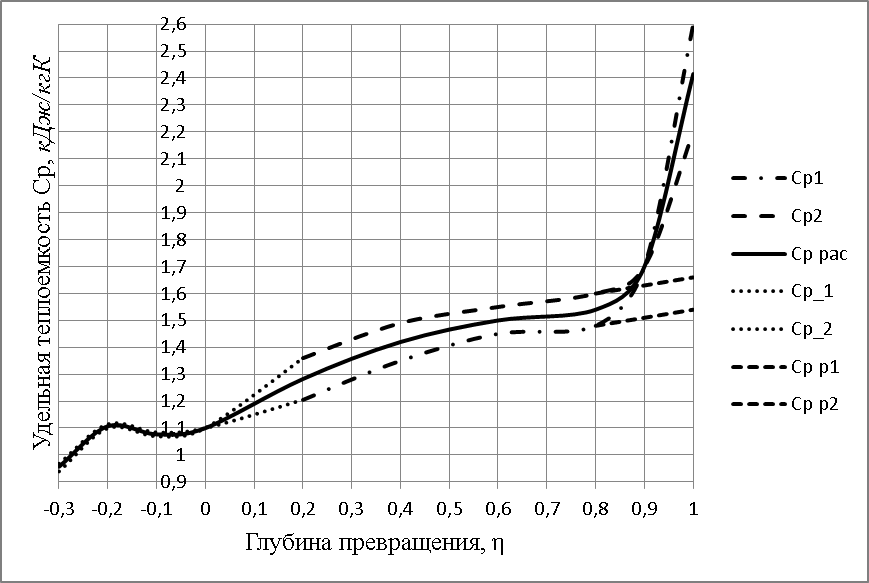 Удельная теплоемкость Ср, кДж/кгК
2,6
2,5
2,4
2,3
2,2
2,1
2
1,9
1,8
1,7
1,6
1,5
1,4
1,3
1,2
1,1
1
0,9
-0,3 -0,2 -0,1 0 0,1 0,2 0,3 0,4 0,5 0,6 0,7 0,8 0,9 1
Глубина превращения, η
Ср1
Ср2
Ср рас
Ср_1
Ср_2
Ср р1
Ср р2